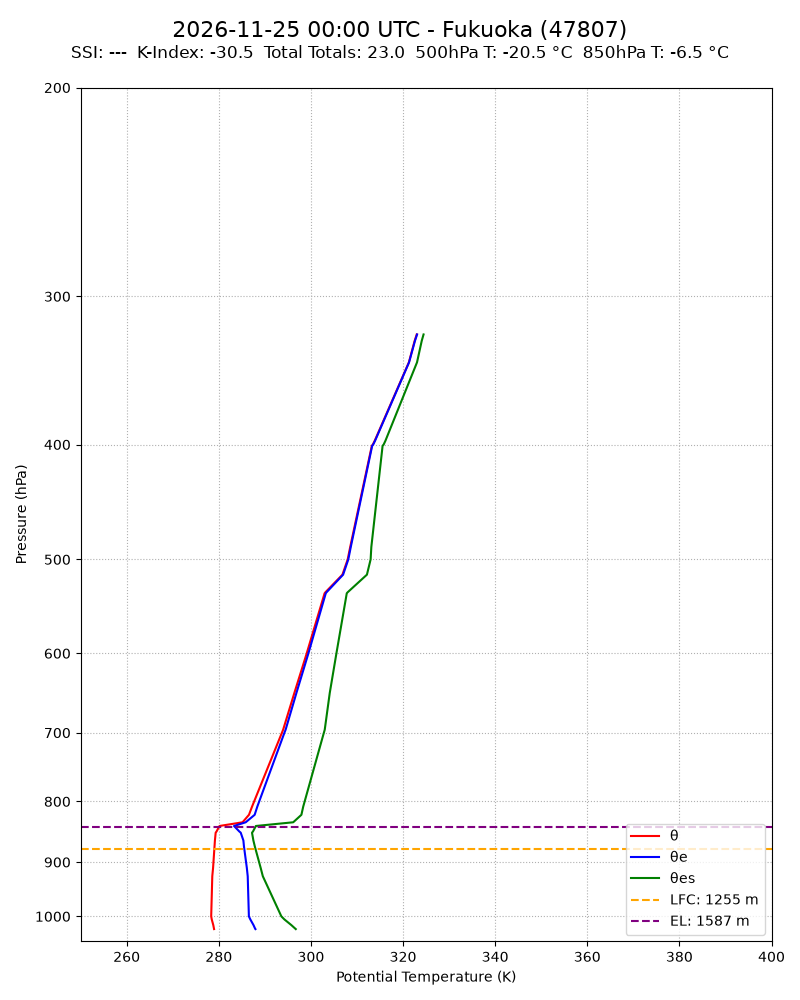 2026-11-25 00:00 UTC - Fukuoka (47807)
SSI: ---  K-Index: -30.5  Total Totals: 23.0  500hPa T: -20.5 °C  850hPa T: -6.5 °C
200
300
400
500
600
700
800
900
1000
Pressure (hPa)
θ
θe
θes
LFC: 1255 m
EL: 1587 m
260 280 300 320 340 360 380 400
Potential Temperature (K)